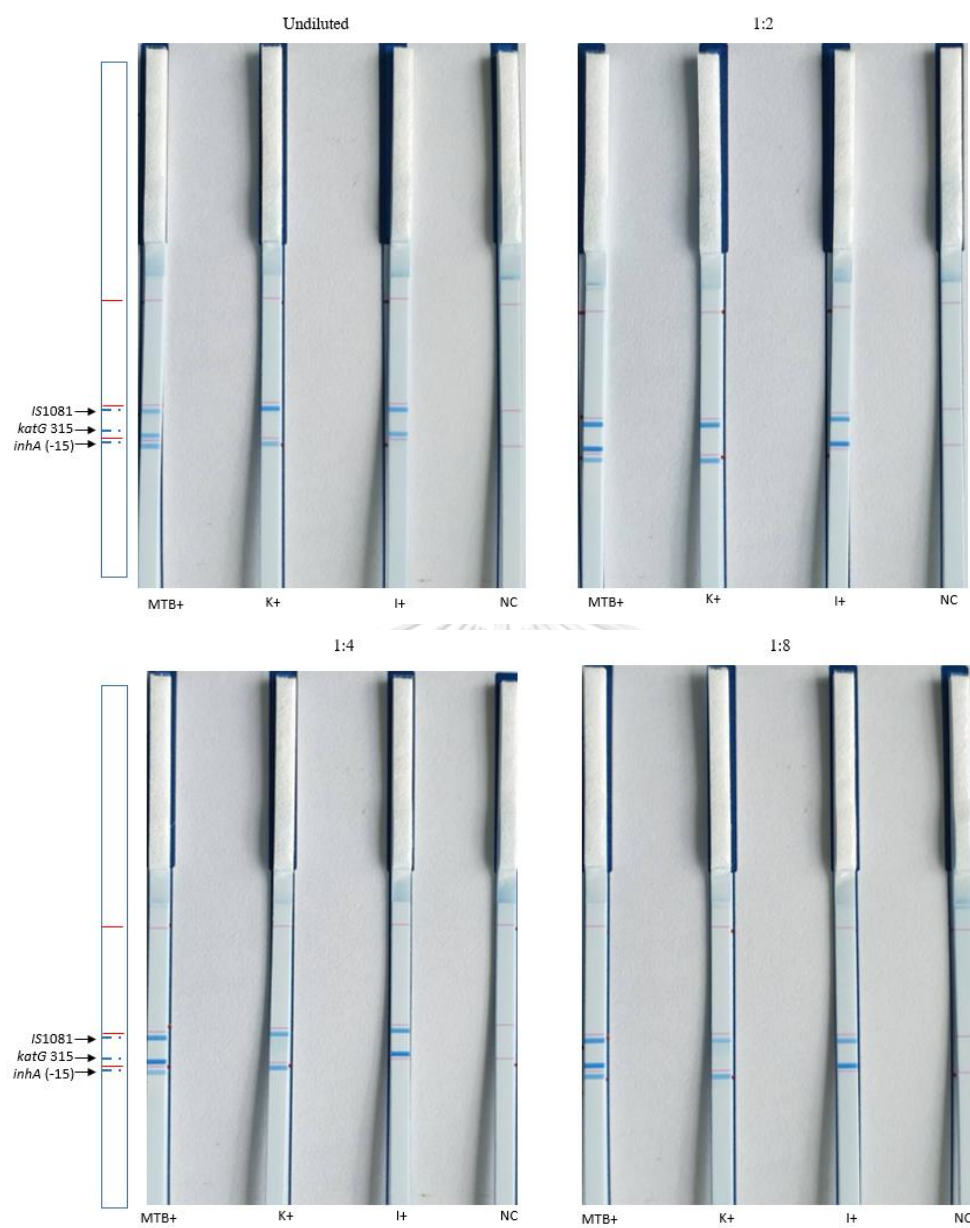 Undiluted
1:2
IS1081
katG 315
inhA (-15)
MTB+ K+ I+ NC
MTB+ K+ I+ NC
1:4
1:8
IS1081
katG 315
inhA (-15)
MTB+ K+ I+ NC
MTB+ K+ I+ NC